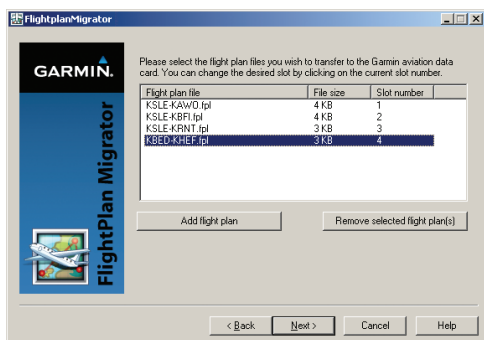 FlightplanMigrator
GARMIN.
FlightPlan Migrator
Please select the flight plan files you wish to transfer to the Garmin aviation data
card. You can change the desired slot by clicking on the current slot number.
Flight plan file File size Slot number
KSLE-KAWO.fpl 4 KB 1
KSLE-KBFI.fpl 4 KB 2
KSLE-KRNT.fpl 3 KB 3
KBED-KHEF.fpl 3 KB 4
Add flight plan Remove selected flight plan(s)
< Back Next > Cancel Help